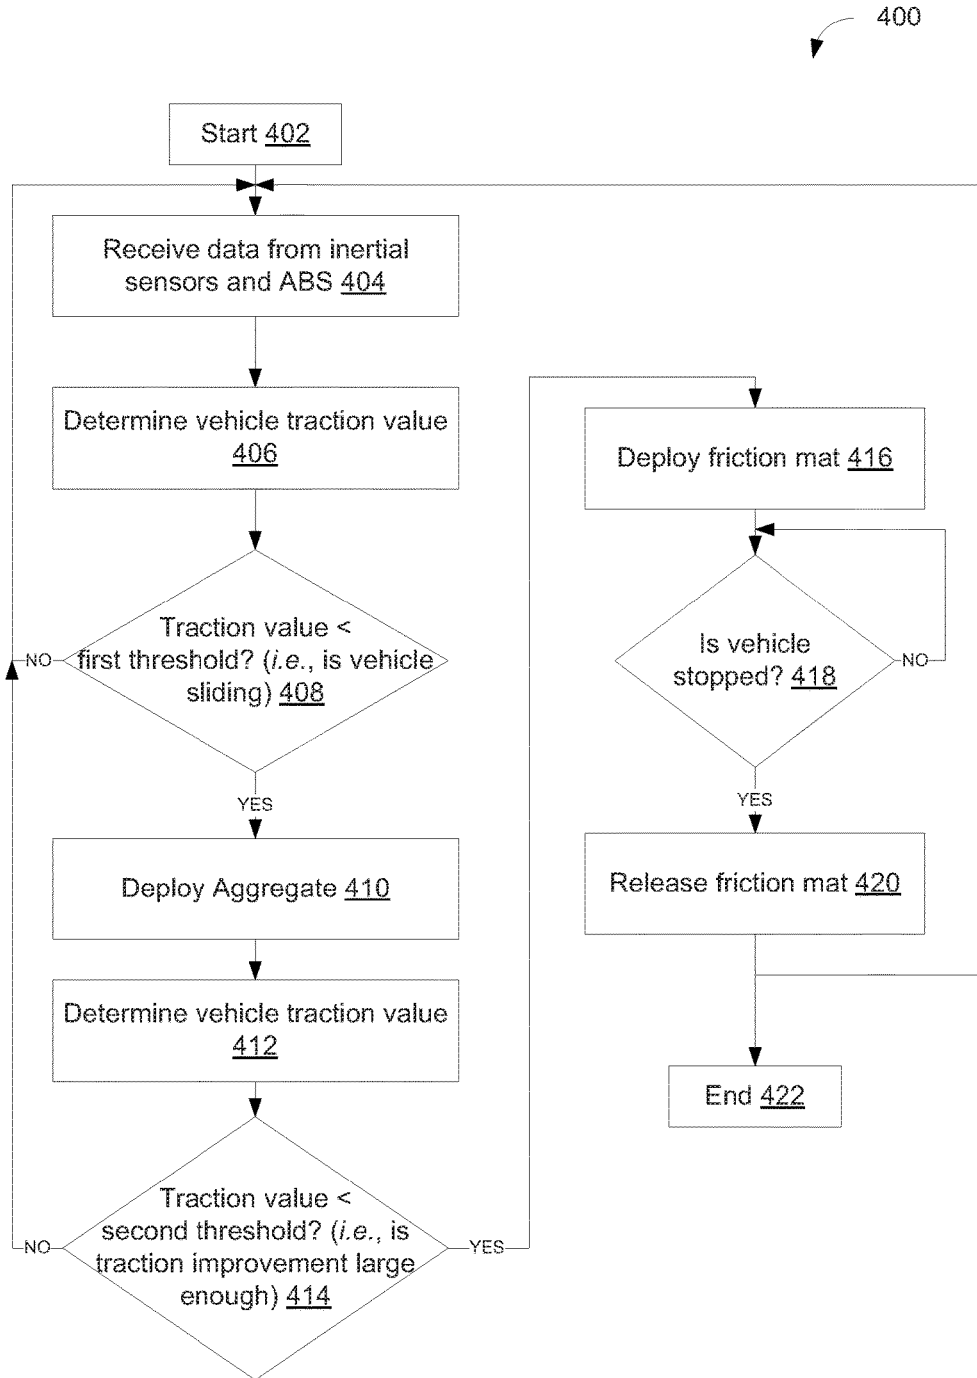 400
Start 402
Receive data from inertial
sensors and ABS 404
Determine vehicle traction value
406
Traction value <
first threshold? (i.e., is vehicle
sliding) 408
NO
YES
Deploy Aggregate 410
Determine vehicle traction value
412
Traction value <
second threshold? (i.e., is
traction improvement large
enough) 414
NO
YES
Deploy friction mat 416
Is vehicle
stopped? 418
NO
YES
Release friction mat 420
End 422